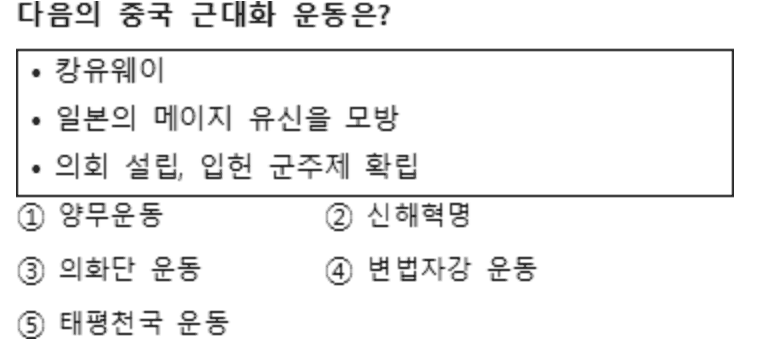 다음의 중국 근대화 운동은?
• 캉유웨이
• 일본의 메이지 유신을 모방
• 의회 설립, 입헌 군주제 확립
① 양무운동 ② 신해혁명
③ 의화단 운동 ④ 변법자강 운동
⑤ 태평천국 운동